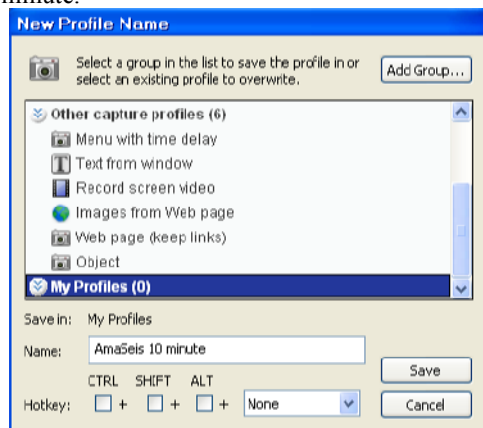 minute.
New Profile Name
Select a group in the list to save the profile in or
select an existing profile to overwrite.
Add Group...
Other capture profiles (6)
Menu with time delay
Text from window
Record screen video
Images from Web page
Web page (keep links)
Object
My Profiles (0)
Save in: My Profiles
Name: AmaSeis 10 minute
Save
CTRL SHIFT ALT
Hotkey: + + + None
Cancel